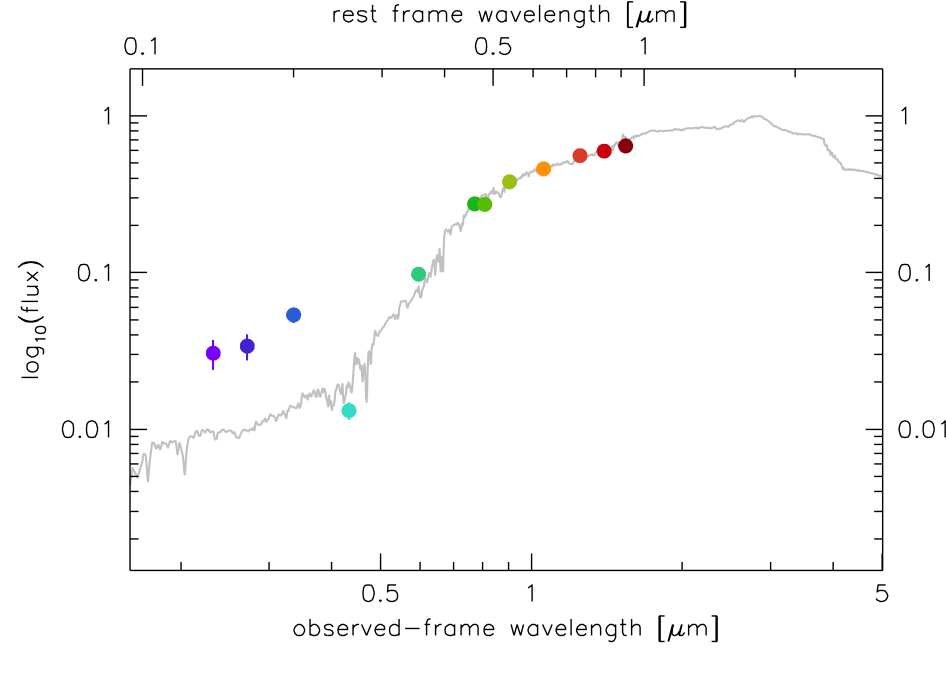 rest frame wavelength [μm]
0.1 0.5 1
1 1
0.1 0.1
0.01 0.01
log10(flux)
0.5 1 5
observed-frame wavelength [μm]